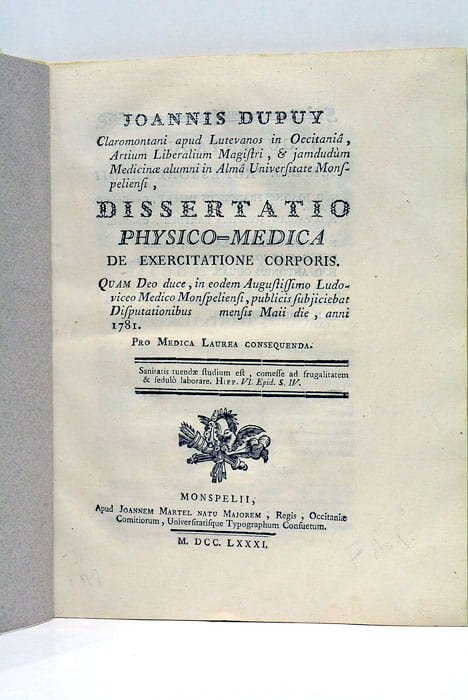 JOANNIS DUPUY
Claromontani apud Lutevanos in Occitaniâ,
Artium Liberalium Magiſtri, & jamdudùm
Medicinæ alumni in Almâ Univerſitate Monſ-
pelienſi,
DISSERTATIO
PHYSICO-MEDICA
DE EXERCITATIONE CORPORIS.
QUAM Deo duce, in eodem Auguſtiſſimo Ludo-
viceo Medico Monſpelienſi, publicis ſubjiciebat
Diſputationibus menſis Maii die, anni
1781.
PRO MEDICA LAUREA CONSEQUENDA.
Sanitatis tuendæ ſtudium eſt, comeſſe ad frugalitatem
& ſedulò laborare. HIPP. VI. Epid. S. IV.
MONSPELII,
Apud JOANNEM MARTEL NATU MAJOREM, Regis, Occitaniæ
Comitiorum, Univerſitatiſque Typographum Conſuetum.
M. DCC. LXXXI.